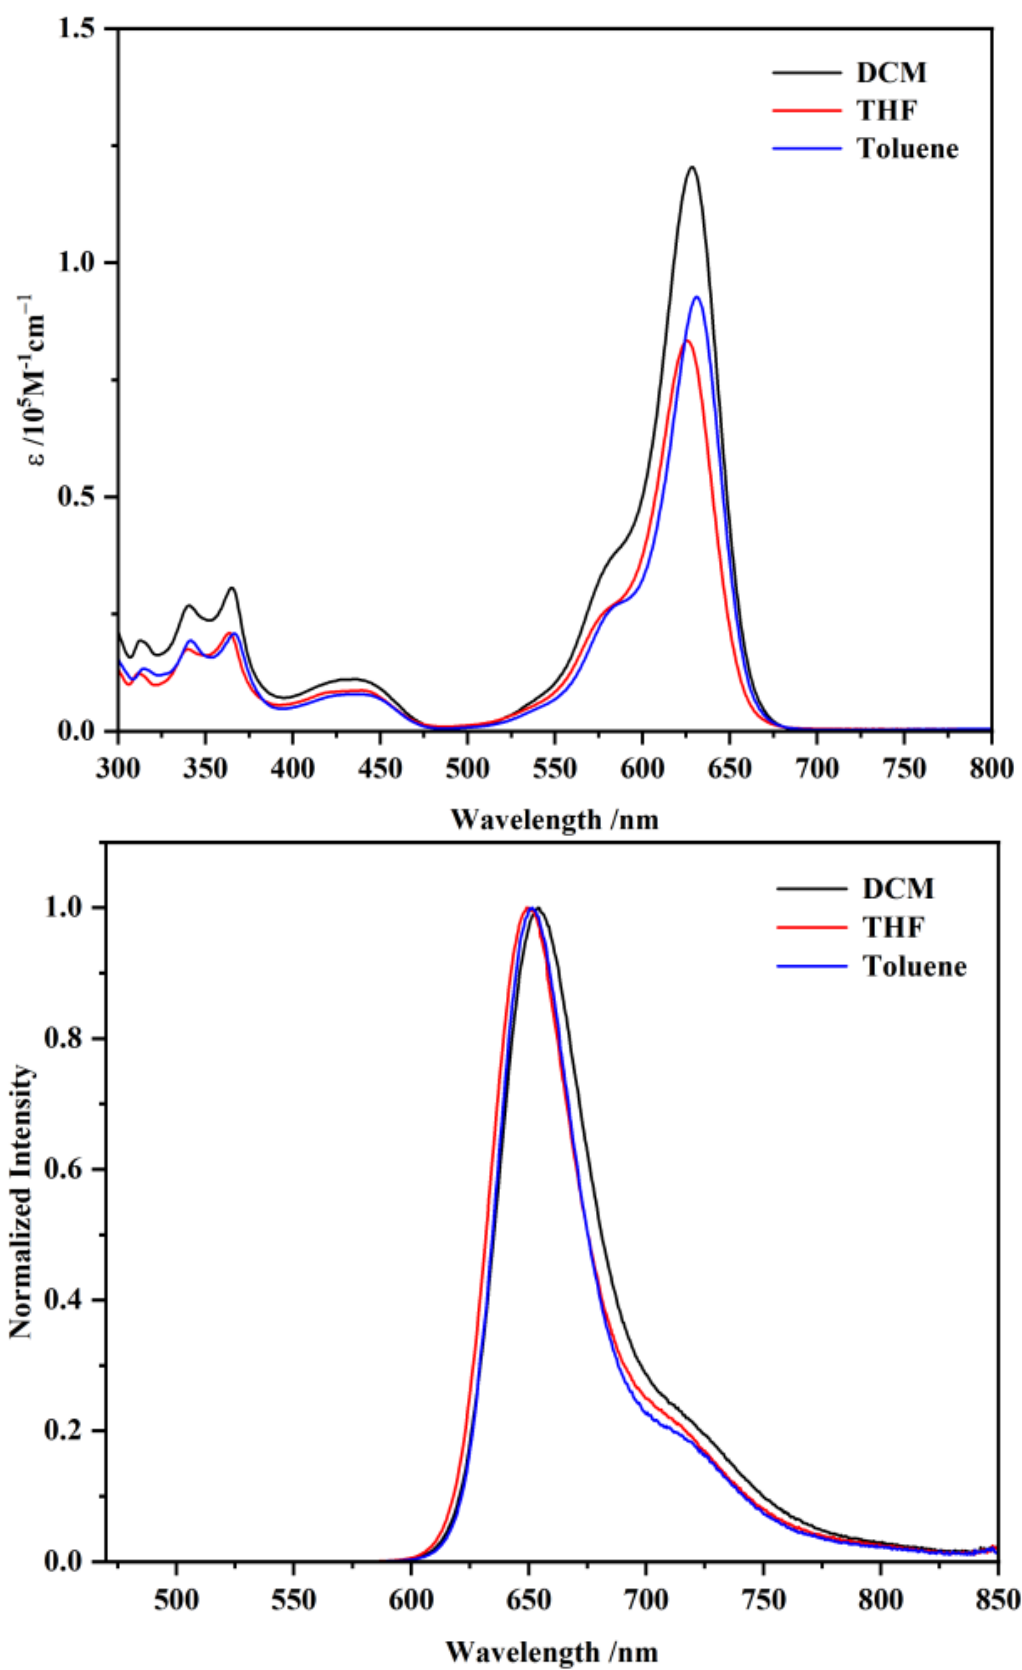 1.5
1.0
0.5
0.0
ε /10⁵M⁻¹cm⁻¹
DCM
THF
Toluene
300 350 400 450 500 550 600 650 700 750 800
Wavelength /nm
1.0
0.8
0.6
0.4
0.2
0.0
Normalized Intensity
DCM
THF
Toluene
500 550 600 650 700 750 800 850
Wavelength /nm